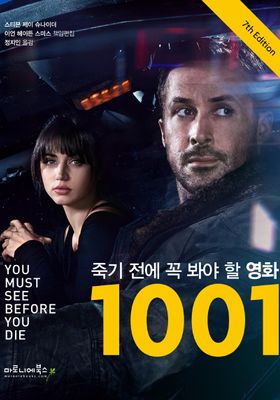 스티븐 제이 슈나이더
이언 헤이든 스미스 책임편집
정지인 옮김
7th Edition
YOU
MUST
SEE
BEFORE
YOU
DIE
죽기 전에 꼭 봐야 할 영화
1001
마로니에북스
maroniebooks.com